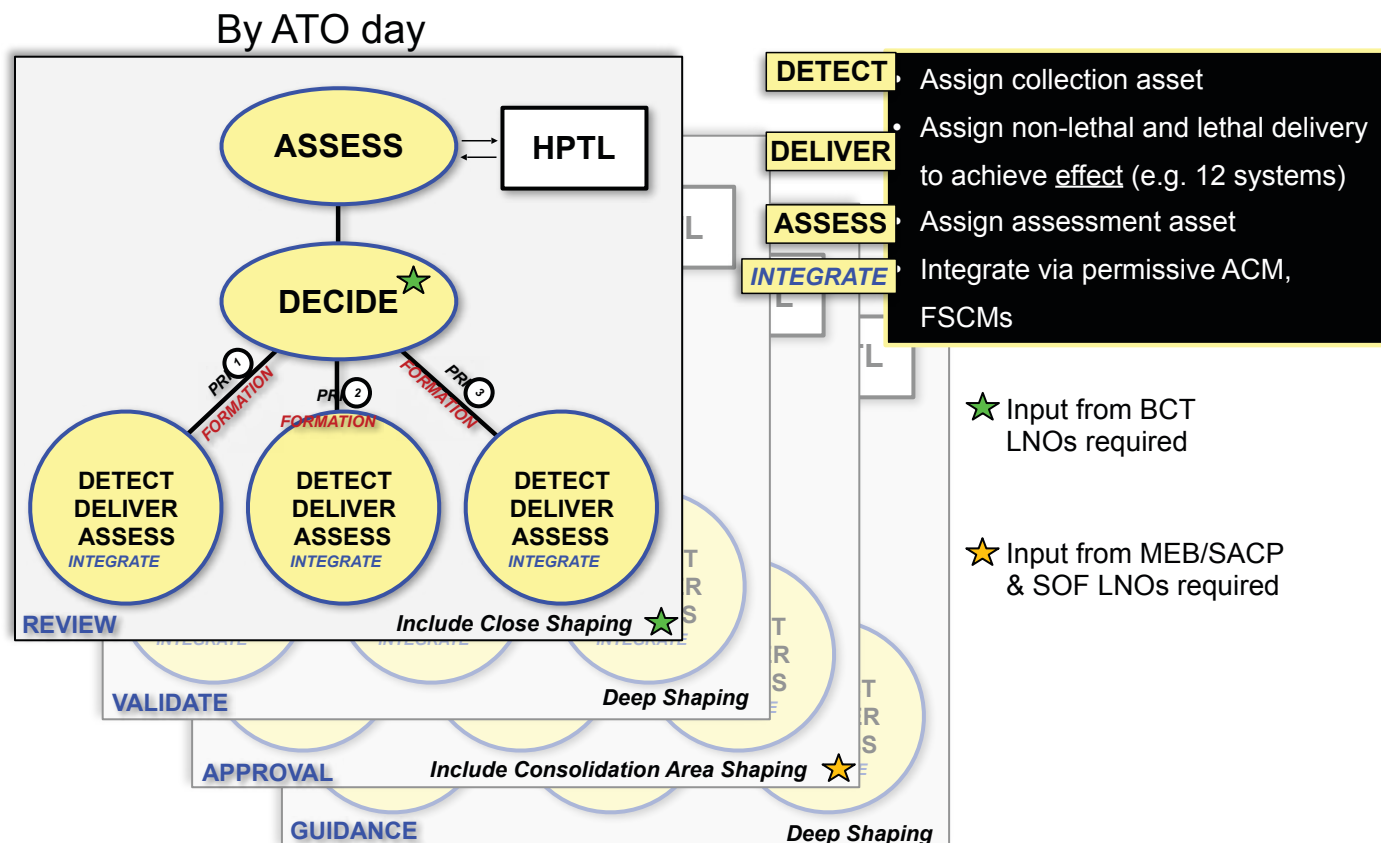 By ATO day
ASSESS
HPTL
DECIDE
1
2
3
FORMATION
FORMATION
FORMATION
DETECT
DELIVER
ASSESS
INTEGRATE
DETECT
DELIVER
ASSESS
INTEGRATE
DETECT
DELIVER
ASSESS
INTEGRATE
REVIEW
Include Close Shaping
VALIDATE
Deep Shaping
APPROVAL
Include Consolidation Area Shaping
GUIDANCE
Deep Shaping
DETECT
• Assign collection asset
DELIVER
• Assign non-lethal and lethal delivery
to achieve effect (e.g. 12 systems)
ASSESS
• Assign assessment asset
INTEGRATE
• Integrate via permissive ACM,
FSCMs
Input from BCT
LNOs required
Input from MEB/SACP
& SOF LNOs required